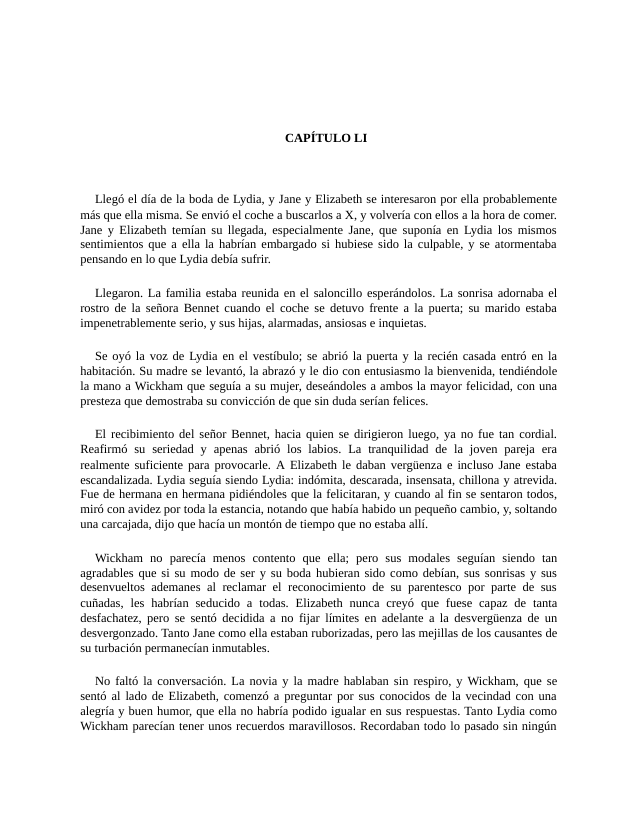 CAPÍTULO LI
Llegó el día de la boda de Lydia, y Jane y Elizabeth se interesaron por ella probablemente
más que ella misma. Se envió el coche a buscarlos a X, y volvería con ellos a la hora de comer.
Jane y Elizabeth temían su llegada, especialmente Jane, que suponía en Lydia los mismos
sentimientos que a ella la habrían embargado si hubiese sido la culpable, y se atormentaba
pensando en lo que Lydia debía sufrir.
Llegaron. La familia estaba reunida en el saloncillo esperándolos. La sonrisa adornaba el
rostro de la señora Bennet cuando el coche se detuvo frente a la puerta; su marido estaba
impenetrablemente serio, y sus hijas, alarmadas, ansiosas e inquietas.
Se oyó la voz de Lydia en el vestíbulo; se abrió la puerta y la recién casada entró en la
habitación. Su madre se levantó, la abrazó y le dio con entusiasmo la bienvenida, tendiéndole
la mano a Wickham que seguía a su mujer, deseándoles a ambos la mayor felicidad, con una
presteza que demostraba su convicción de que sin duda serían felices.
El recibimiento del señor Bennet, hacia quien se dirigieron luego, ya no fue tan cordial.
Reafirmó su seriedad y apenas abrió los labios. La tranquilidad de la joven pareja era
realmente suficiente para provocarle. A Elizabeth le daban vergüenza e incluso Jane estaba
escandalizada. Lydia seguía siendo Lydia: indómita, descarada, insensata, chillona y atrevida.
Fue de hermana en hermana pidiéndoles que la felicitaran, y cuando al fin se sentaron todos,
miró con avidez por toda la estancia, notando que había habido un pequeño cambio, y, soltando
una carcajada, dijo que hacía un montón de tiempo que no estaba allí.
Wickham no parecía menos contento que ella; pero sus modales seguían siendo tan
agradables que si su modo de ser y su boda hubieran sido como debían, sus sonrisas y sus
desenvueltos ademanes al reclamar el reconocimiento de su parentesco por parte de sus
cuñadas, les habrían seducido a todas. Elizabeth nunca creyó que fuese capaz de tanta
desfachatez, pero se sentó decidida a no fijar límites en adelante a la desvergüenza de un
desvergonzado. Tanto Jane como ella estaban ruborizadas, pero las mejillas de los causantes de
su turbación permanecían inmutables.
No faltó la conversación. La novia y la madre hablaban sin respiro, y Wickham, que se
sentó al lado de Elizabeth, comenzó a preguntar por sus conocidos de la vecindad con una
alegría y buen humor, que ella no habría podido igualar en sus respuestas. Tanto Lydia como
Wickham parecían tener unos recuerdos maravillosos. Recordaban todo lo pasado sin ningún